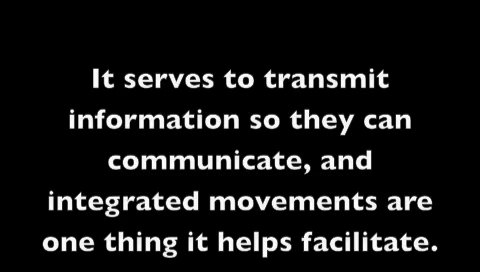 It serves to transmit
information so they can
communicate, and
integrated movements are
one thing it helps facilitate.